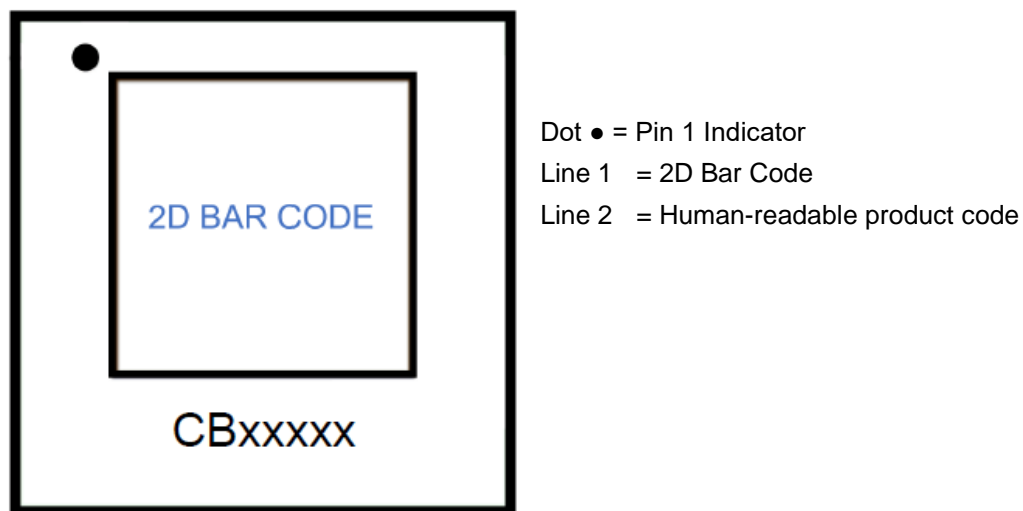 2D BAR CODE
CBxxxxx
Dot ● = Pin 1 Indicator
Line 1 = 2D Bar Code
Line 2 = Human-readable product code